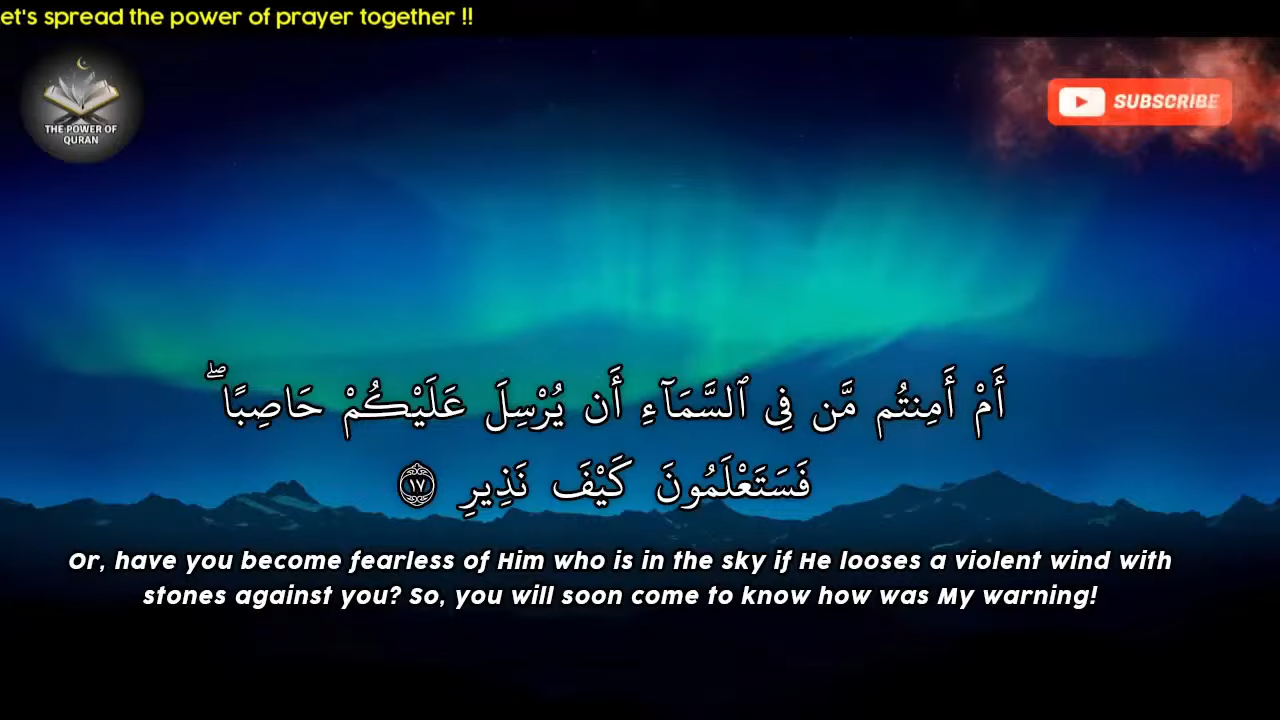 et's spread the power of prayer together !!
THE POWER OF
QURAN
SUBSCRIBE
أَمْ أَمِنتُم مَّن فِى ٱلسَّمَآءِ أَن يُرْسِلَ عَلَيْكُمْ حَاصِبًا ۖ
فَسَتَعْلَمُونَ كَيْفَ نَذِيرِ ١٧
Or, have you become fearless of Him who is in the sky if He looses a violent wind with
stones against you? So, you will soon come to know how was My warning!